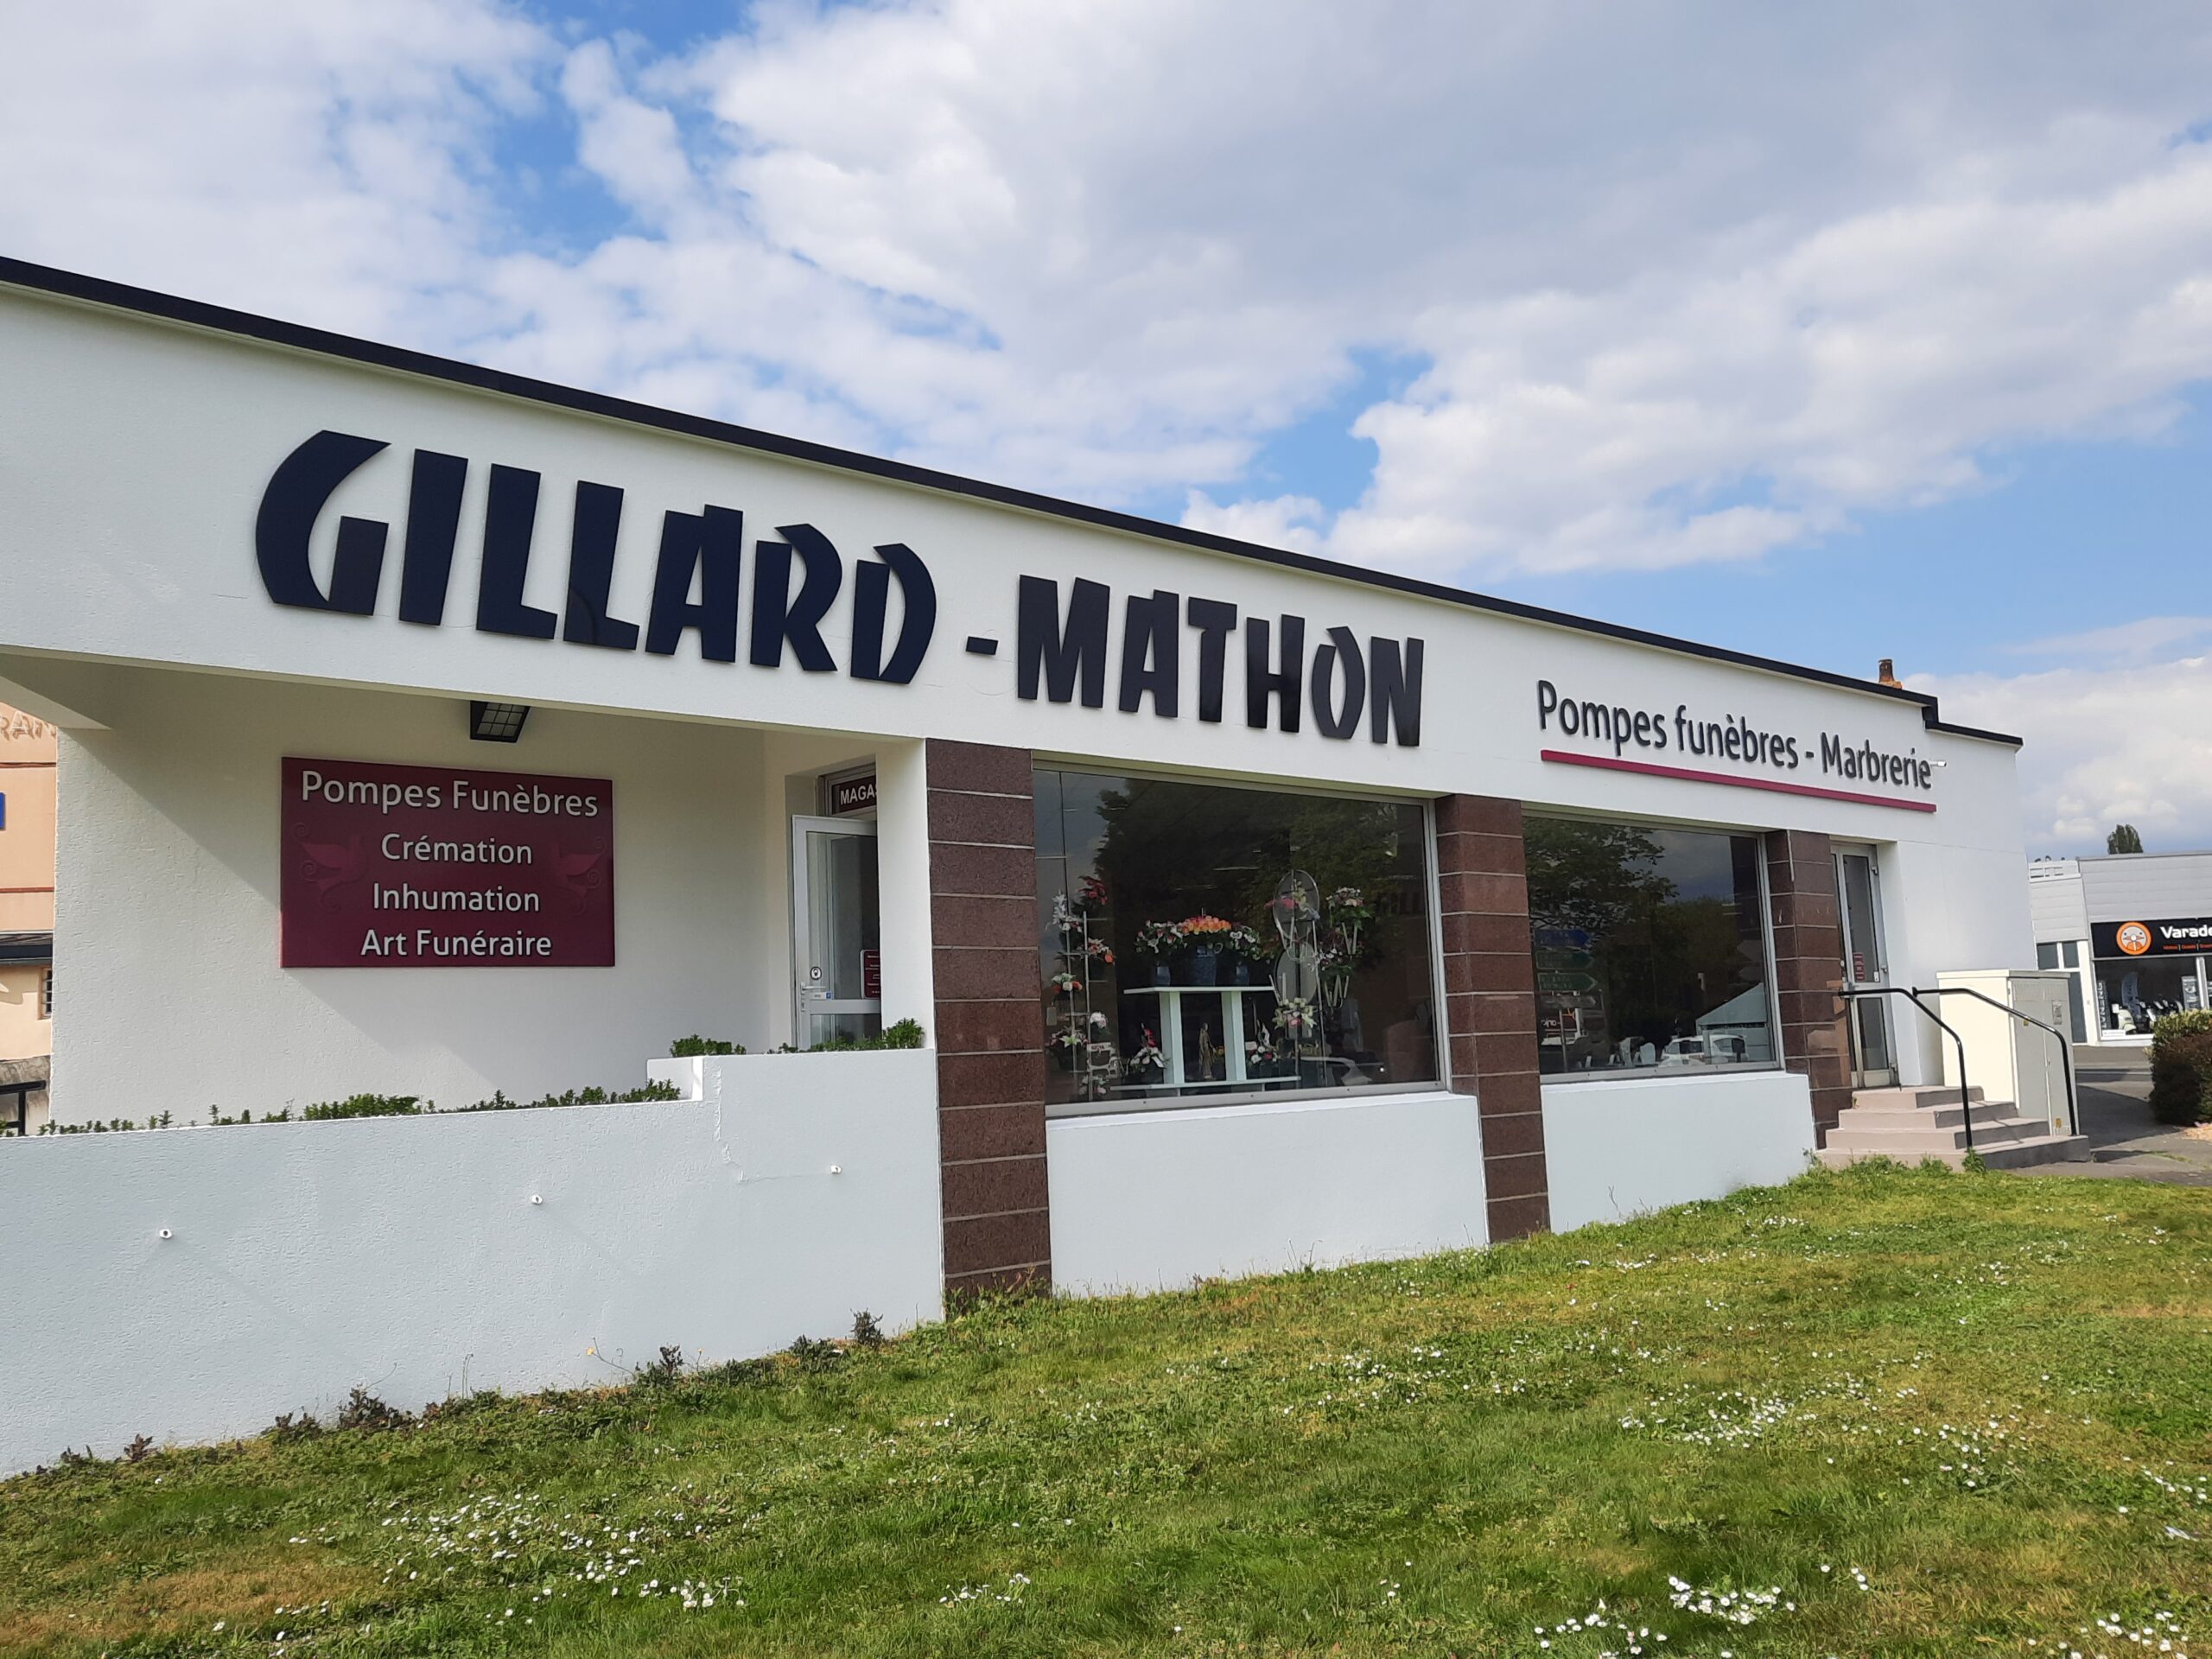 GILLARD - MATHON
Pompes funèbres - Marbrerie
Pompes Funèbres
Crémation
Inhumation
Art Funéraire